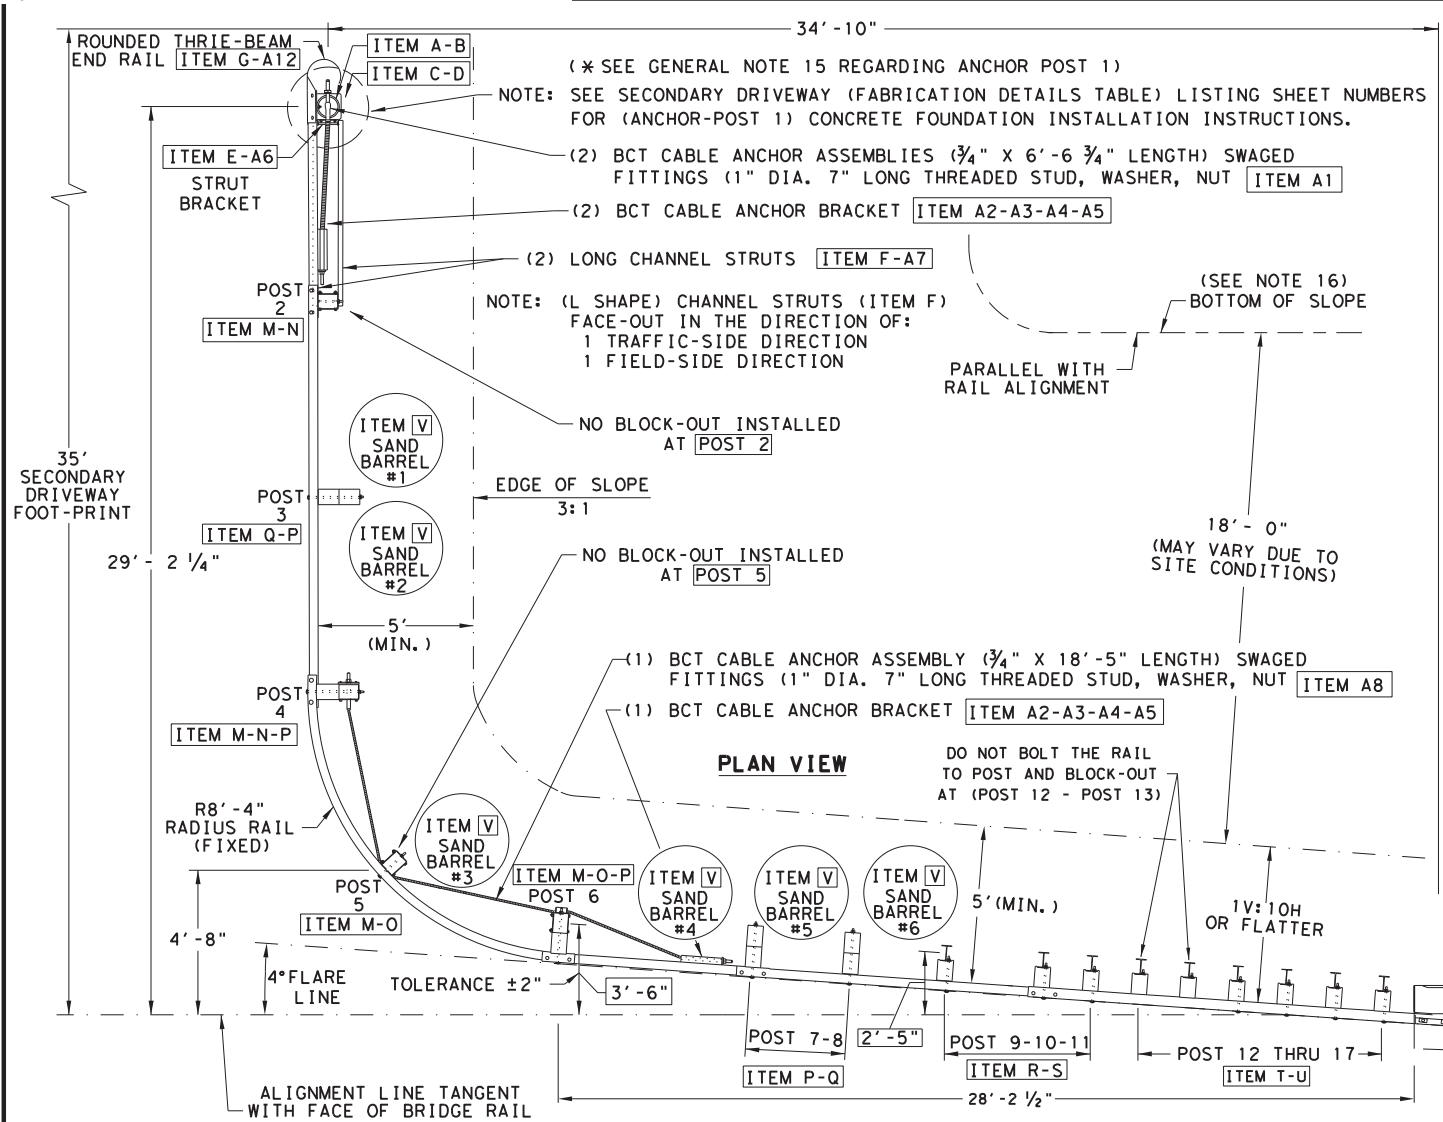 34'-10"
ROUNDED THRIE-BEAM
END RAIL ITEM G-A12
ITEM A-B
ITEM C-D
(* SEE GENERAL NOTE 15 REGARDING ANCHOR POST 1)
NOTE: SEE SECONDARY DRIVEWAY (FABRICATION DETAILS TABLE) LISTING SHEET NUMBERS
FOR (ANCHOR-POST 1) CONCRETE FOUNDATION INSTALLATION INSTRUCTIONS.
ITEM E-A6
STRUT
BRACKET
(2) BCT CABLE ANCHOR ASSEMBLIES (3/4" X 6'-6 3/4" LENGTH) SWAGED
FITTINGS (1" DIA. 7" LONG THREADED STUD, WASHER, NUT ITEM A1
(2) BCT CABLE ANCHOR BRACKET ITEM A2-A3-A4-A5
(2) LONG CHANNEL STRUTS ITEM F-A7
POST
2
ITEM M-N
NOTE: (L SHAPE) CHANNEL STRUTS (ITEM F)
FACE-OUT IN THE DIRECTION OF:
1 TRAFFIC-SIDE DIRECTION
1 FIELD-SIDE DIRECTION
(SEE NOTE 16)
BOTTOM OF SLOPE
PARALLEL WITH
RAIL ALIGNMENT
ITEM V
SAND
BARREL
#1
NO BLOCK-OUT INSTALLED
AT POST 2
35'
SECONDARY
DRIVEWAY
FOOT-PRINT
POST
3
ITEM Q-P
EDGE OF SLOPE
3:1
ITEM V
SAND
BARREL
#2
29'- 2 1/4"
NO BLOCK-OUT INSTALLED
AT POST 5
18'- 0"
(MAY VARY DUE TO
SITE CONDITIONS)
5'
(MIN.)
(1) BCT CABLE ANCHOR ASSEMBLY (3/4" X 18'-5" LENGTH) SWAGED
FITTINGS (1" DIA. 7" LONG THREADED STUD, WASHER, NUT ITEM A8
POST
4
ITEM M-N-P
(1) BCT CABLE ANCHOR BRACKET ITEM A2-A3-A4-A5
PLAN VIEW
DO NOT BOLT THE RAIL
TO POST AND BLOCK-OUT
AT (POST 12 - POST 13)
R8'-4"
RADIUS RAIL
(FIXED)
ITEM V
SAND
BARREL
#3
ITEM M-O-P
POST 6
ITEM V
SAND
BARREL
#4
ITEM V
SAND
BARREL
#5
ITEM V
SAND
BARREL
#6
5'(MIN.)
1V:10H
OR FLATTER
POST
5
ITEM M-O
4'-8"
4° FLARE
LINE
TOLERANCE ±2"
3'-6"
POST 7-8
ITEM P-Q
2'-5"
POST 9-10-11
ITEM R-S
POST 12 THRU 17
ITEM T-U
28'-2 1/2"
ALIGNMENT LINE TANGENT
WITH FACE OF BRIDGE RAIL